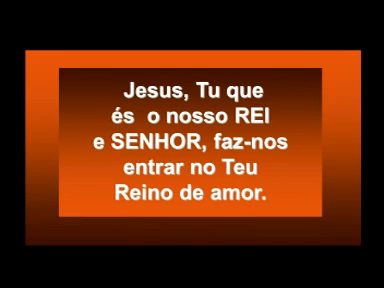 Jesus, Tu que
és o nosso REI
e SENHOR, faz-nos
entrar no Teu
Reino de amor.